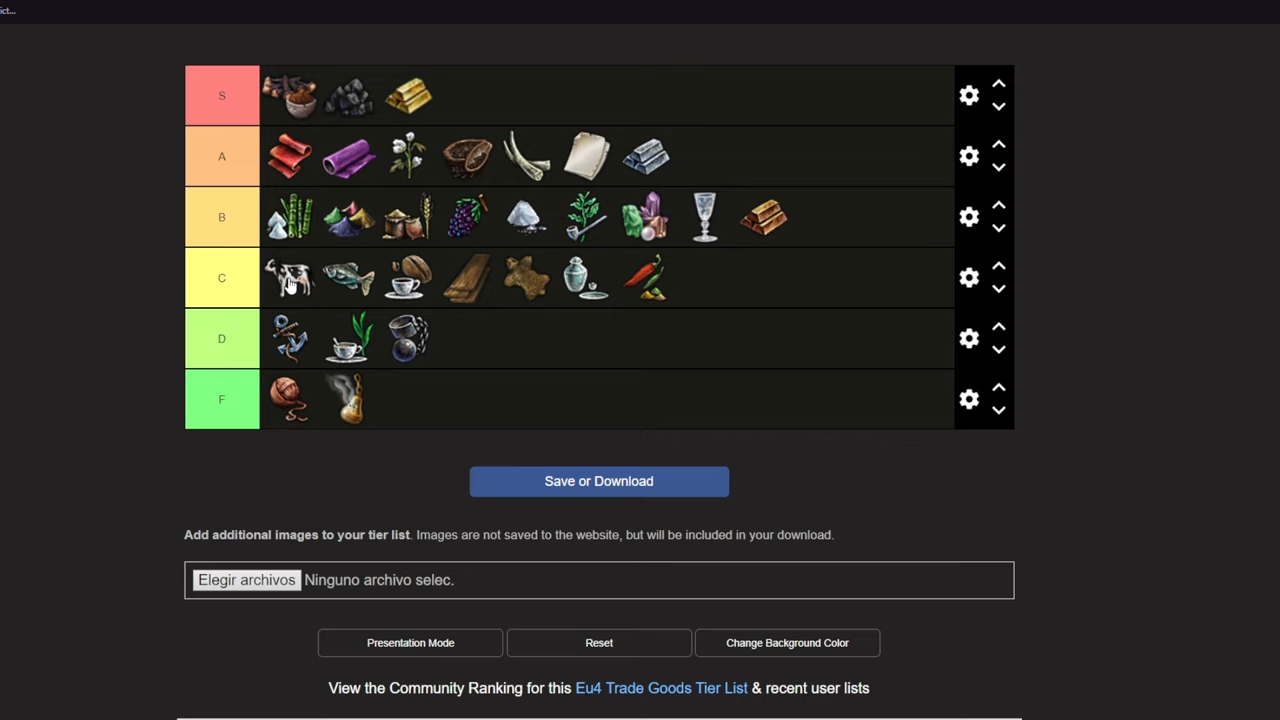 ict...
S
A
B
C
D
F
Save or Download
Add additional images to your tier list. Images are not saved to the website, but will be included in your download.
Elegir archivos Ninguno archivo selec.
Presentation Mode Reset Change Background Color
View the Community Ranking for this Eu4 Trade Goods Tier List & recent user lists